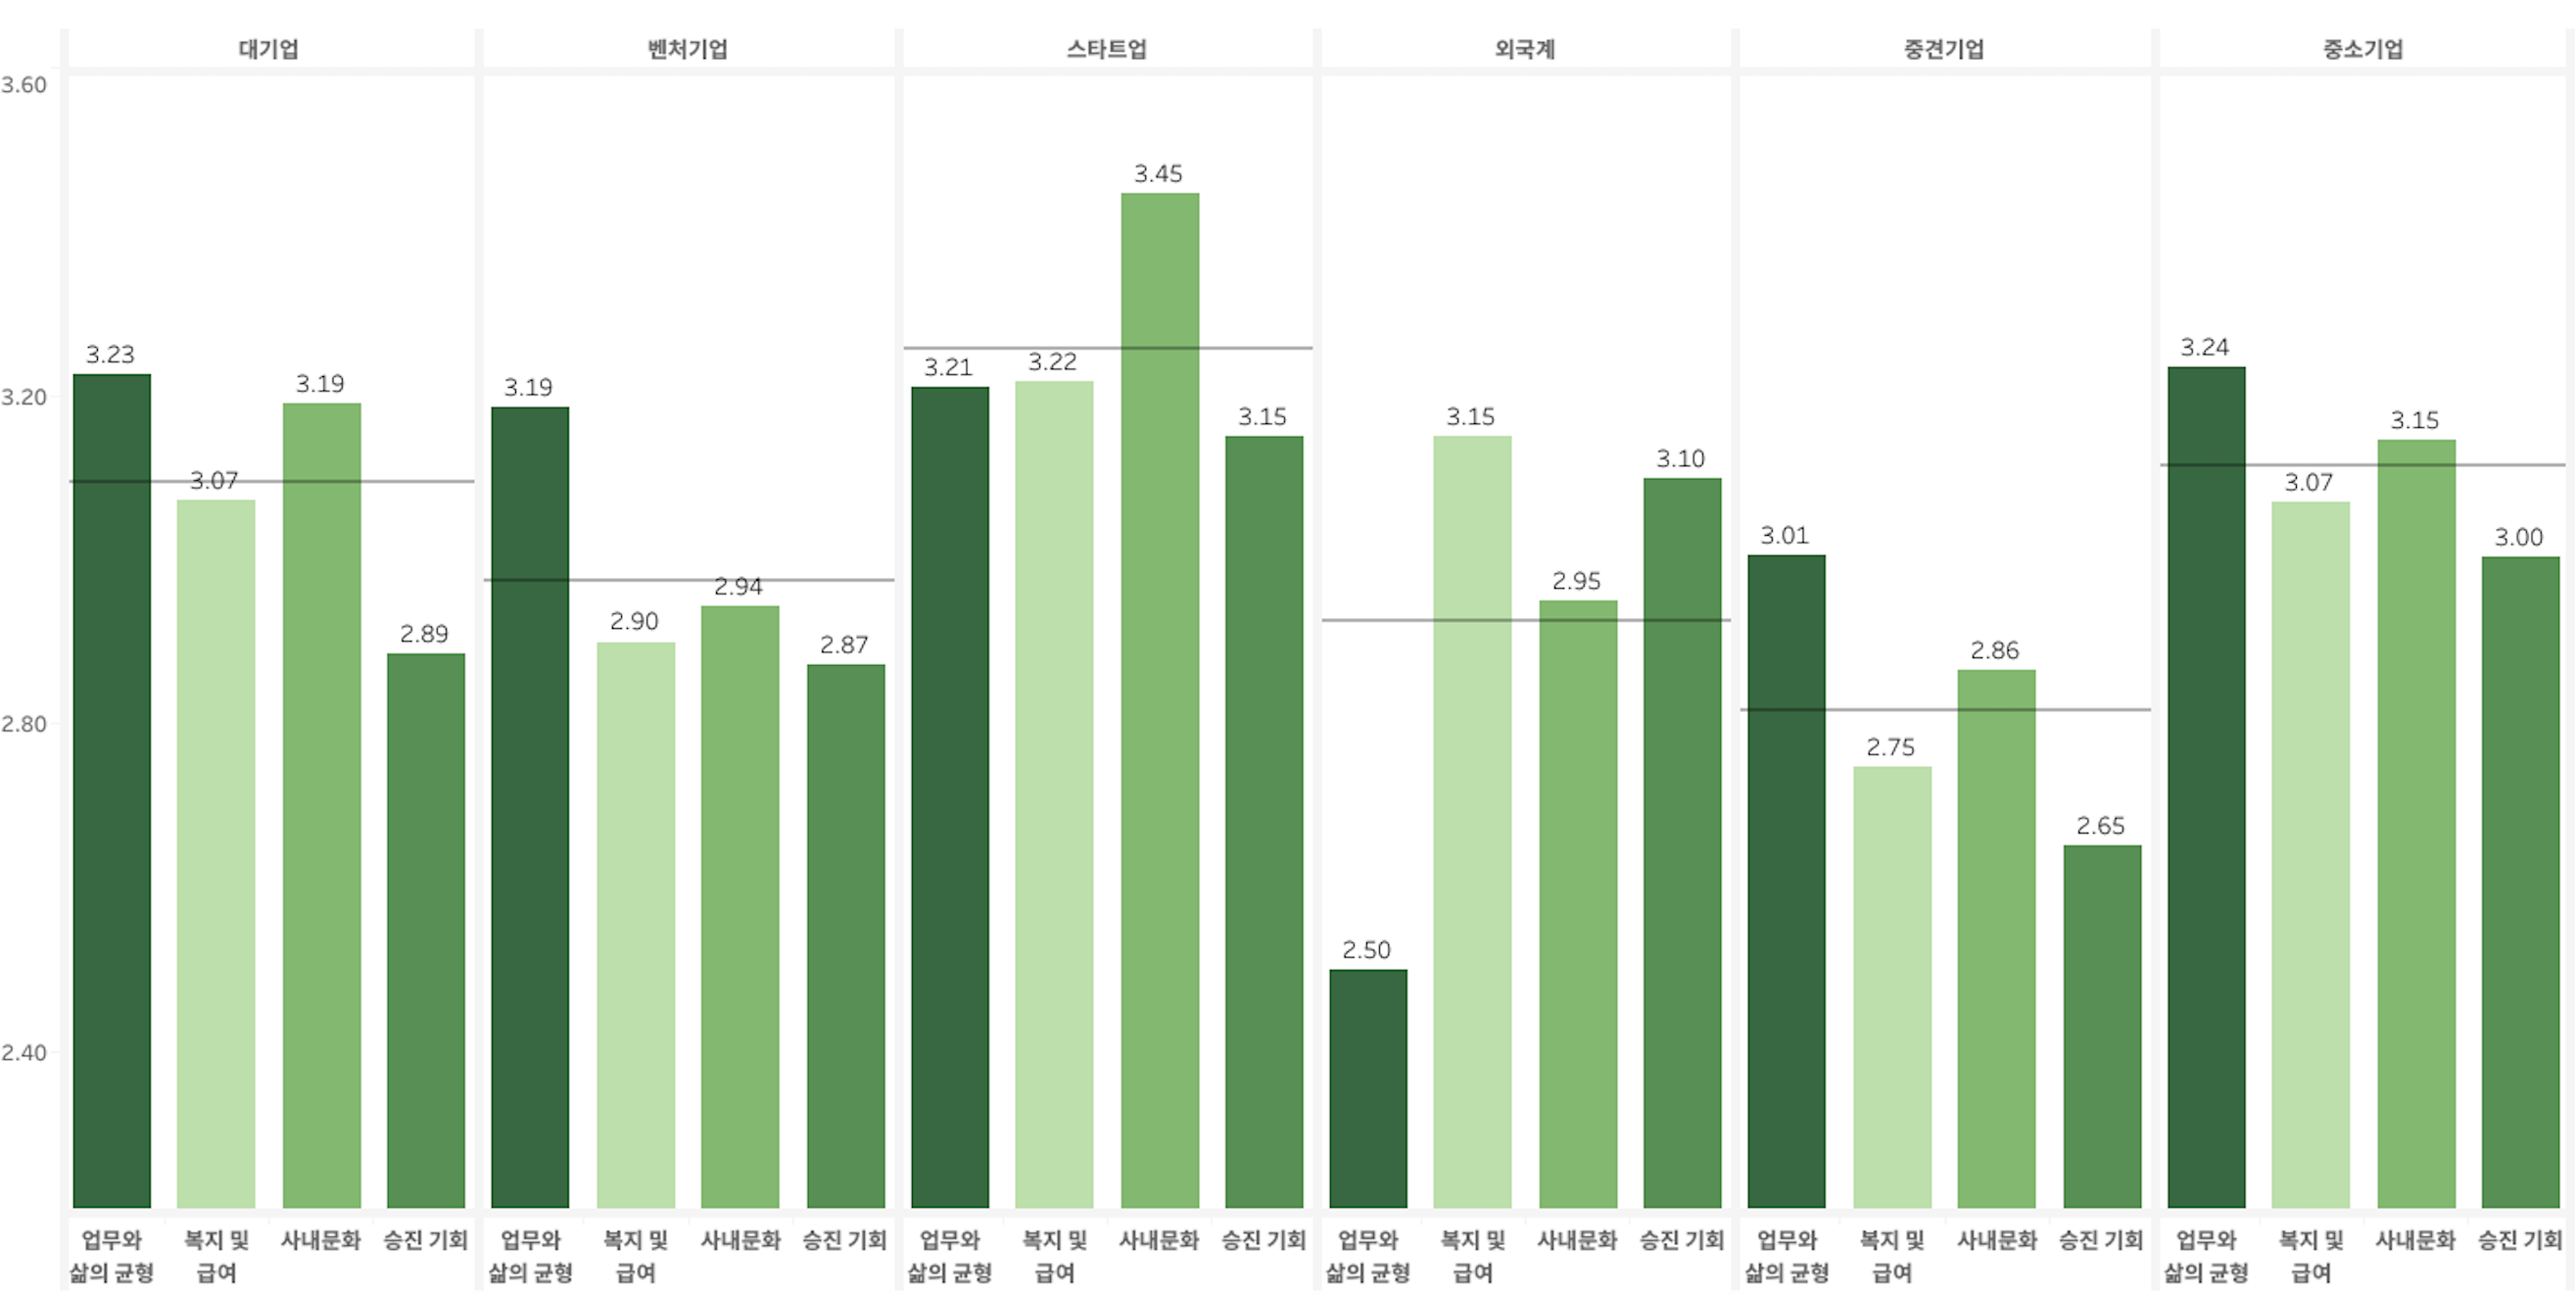 대기업
벤처기업
스타트업
외국계
중견기업
중소기업
3.60
3.20
2.80
2.40
3.23
3.07
3.19
2.89
3.19
2.90
2.94
2.87
3.21
3.22
3.45
3.15
2.50
3.15
2.95
3.10
3.01
2.75
2.86
2.65
3.24
3.07
3.15
3.00
업무와
삶의 균형
복지 및
급여
사내문화
승진 기회
업무와
삶의 균형
복지 및
급여
사내문화
승진 기회
업무와
삶의 균형
복지 및
급여
사내문화
승진 기회
업무와
삶의 균형
복지 및
급여
사내문화
승진 기회
업무와
삶의 균형
복지 및
급여
사내문화
승진 기회
업무와
삶의 균형
복지 및
급여
사내문화
승진 기회